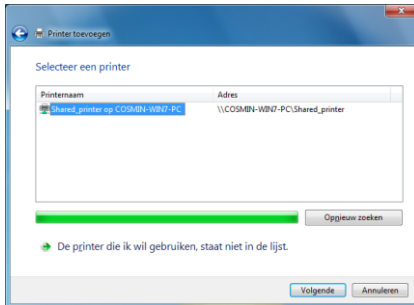 Printer toevoegen
Selecteer een printer
Printernaam Adres
Shared_printer op COSMIN-WIN7-PC \\COSMIN-WIN7-PC\Shared_printer
Opnieuw zoeken
De printer die ik wil gebruiken, staat niet in de lijst.
Volgende Annuleren